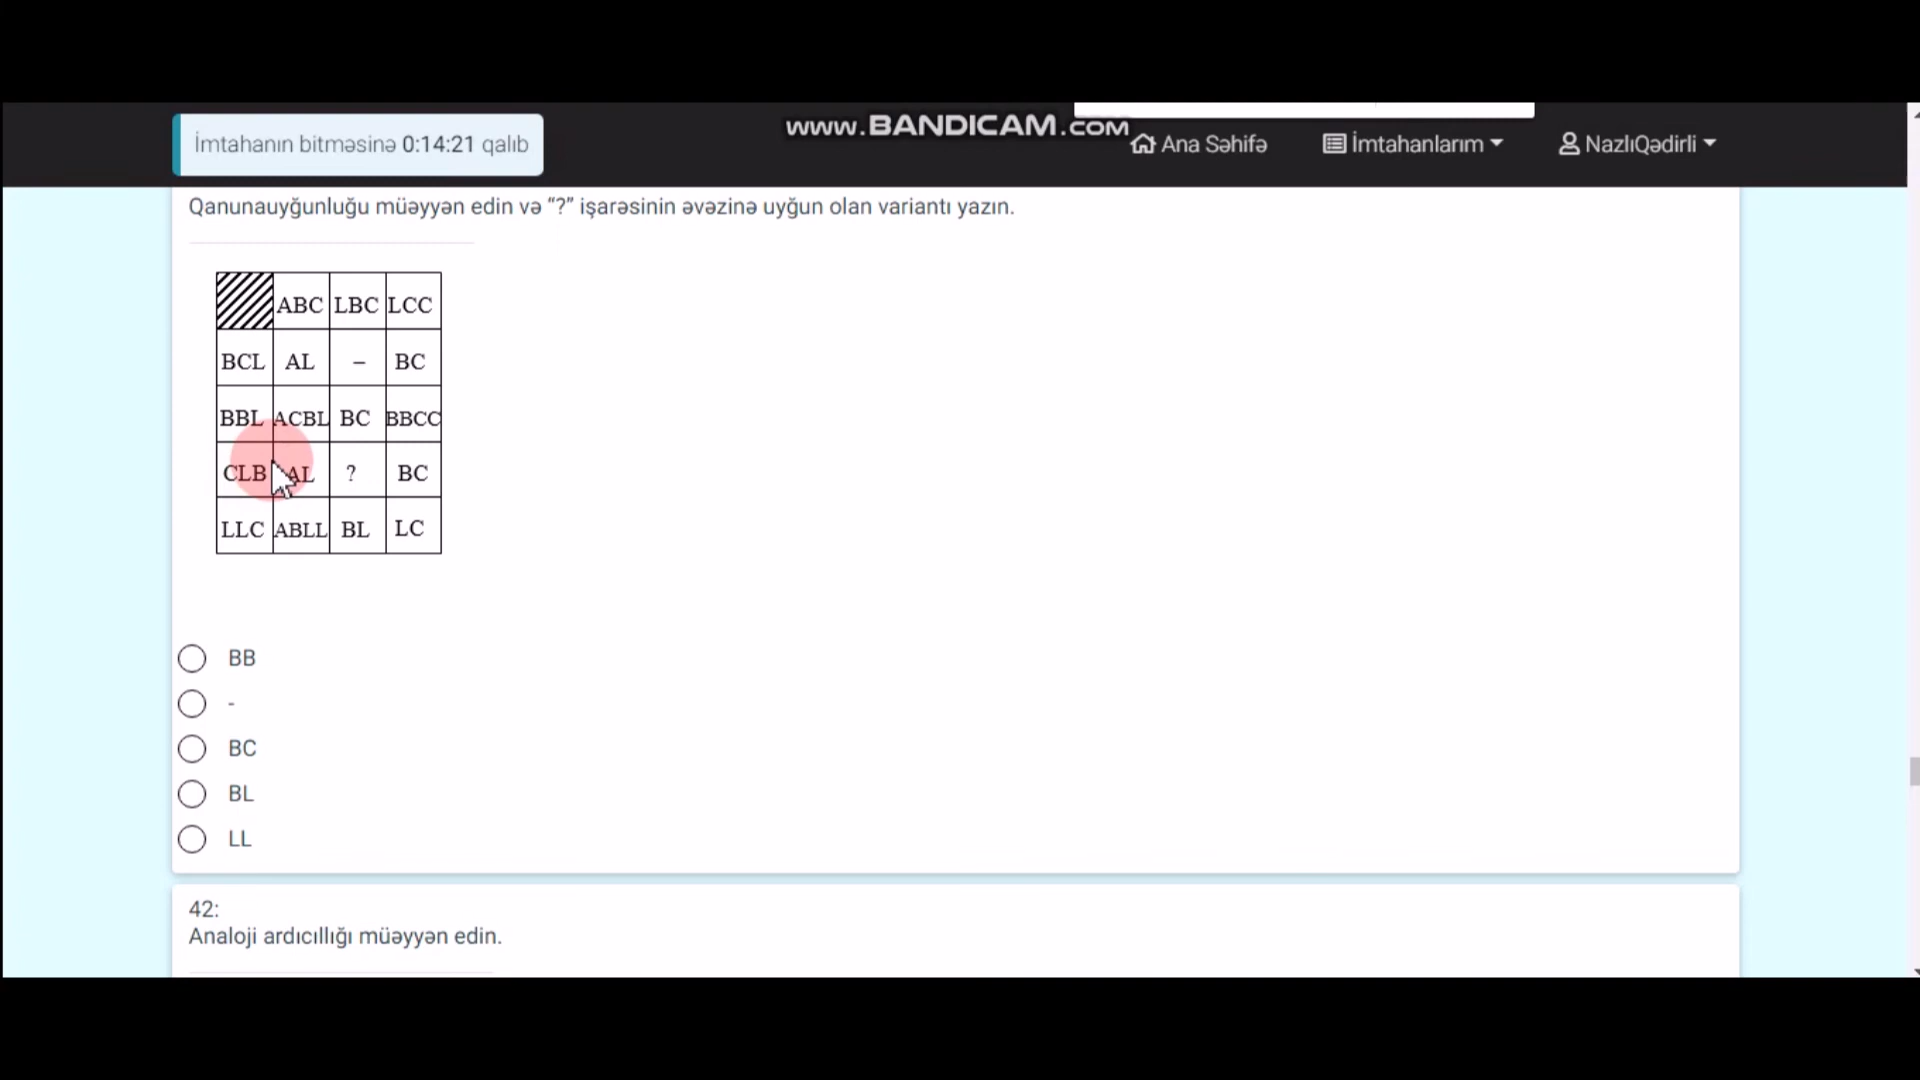 www.BANDICAM.com
İmtahanın bitməsinə 0:14:21 qalıb
Ana Səhifə
İmtahanlarım
NazlıQədirli
Qanunauyğunluğu müəyyən edin və “?” işarəsinin əvəzinə uyğun olan variantı yazın.
ABC LBC LCC
BCL AL – BC
BBL ACBL BC BBCC
CLB AL ? BC
LLC ABLL BL LC
BB
-
BC
BL
LL
42:
Analoji ardıcıllığı müəyyən edin.